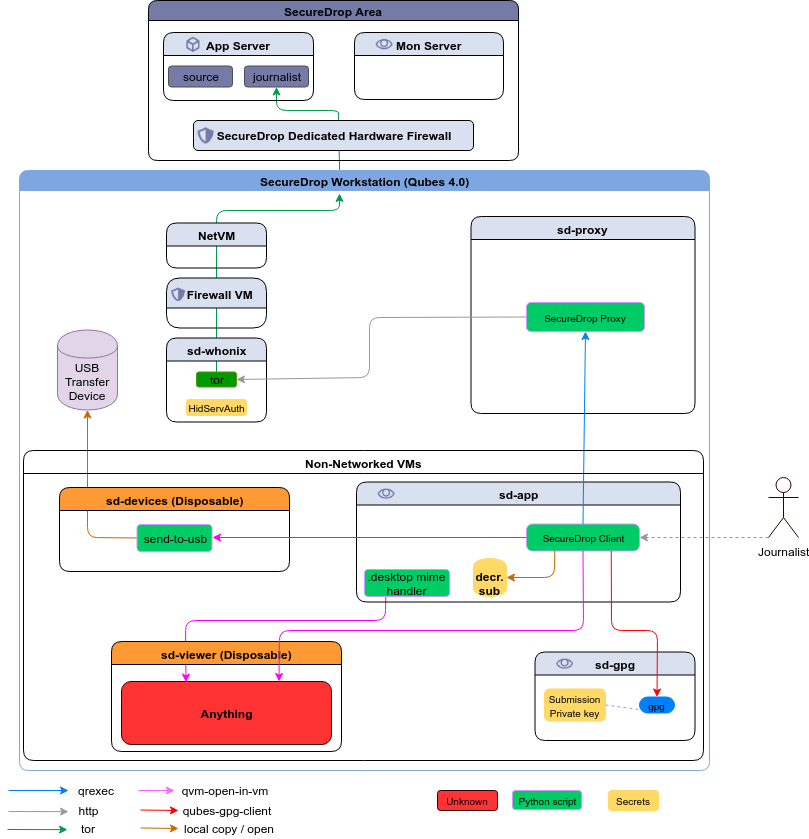 SecureDrop Area
App Server
Mon Server
source
journalist
SecureDrop Dedicated Hardware Firewall
SecureDrop Workstation (Qubes 4.0)
NetVM
sd-proxy
Firewall VM
SecureDrop Proxy
sd-whonix
tor
HidServAuth
USB
Transfer
Device
Non-Networked VMs
sd-devices (Disposable)
sd-app
send-to-usb
SecureDrop Client
Journalist
.desktop mime
handler
decr.
sub
sd-viewer (Disposable)
Anything
sd-gpg
Submission
Private key
gpg
qrexec
qvm-open-in-vm
http
qubes-gpg-client
tor
local copy / open
Unknown
Python script
Secrets